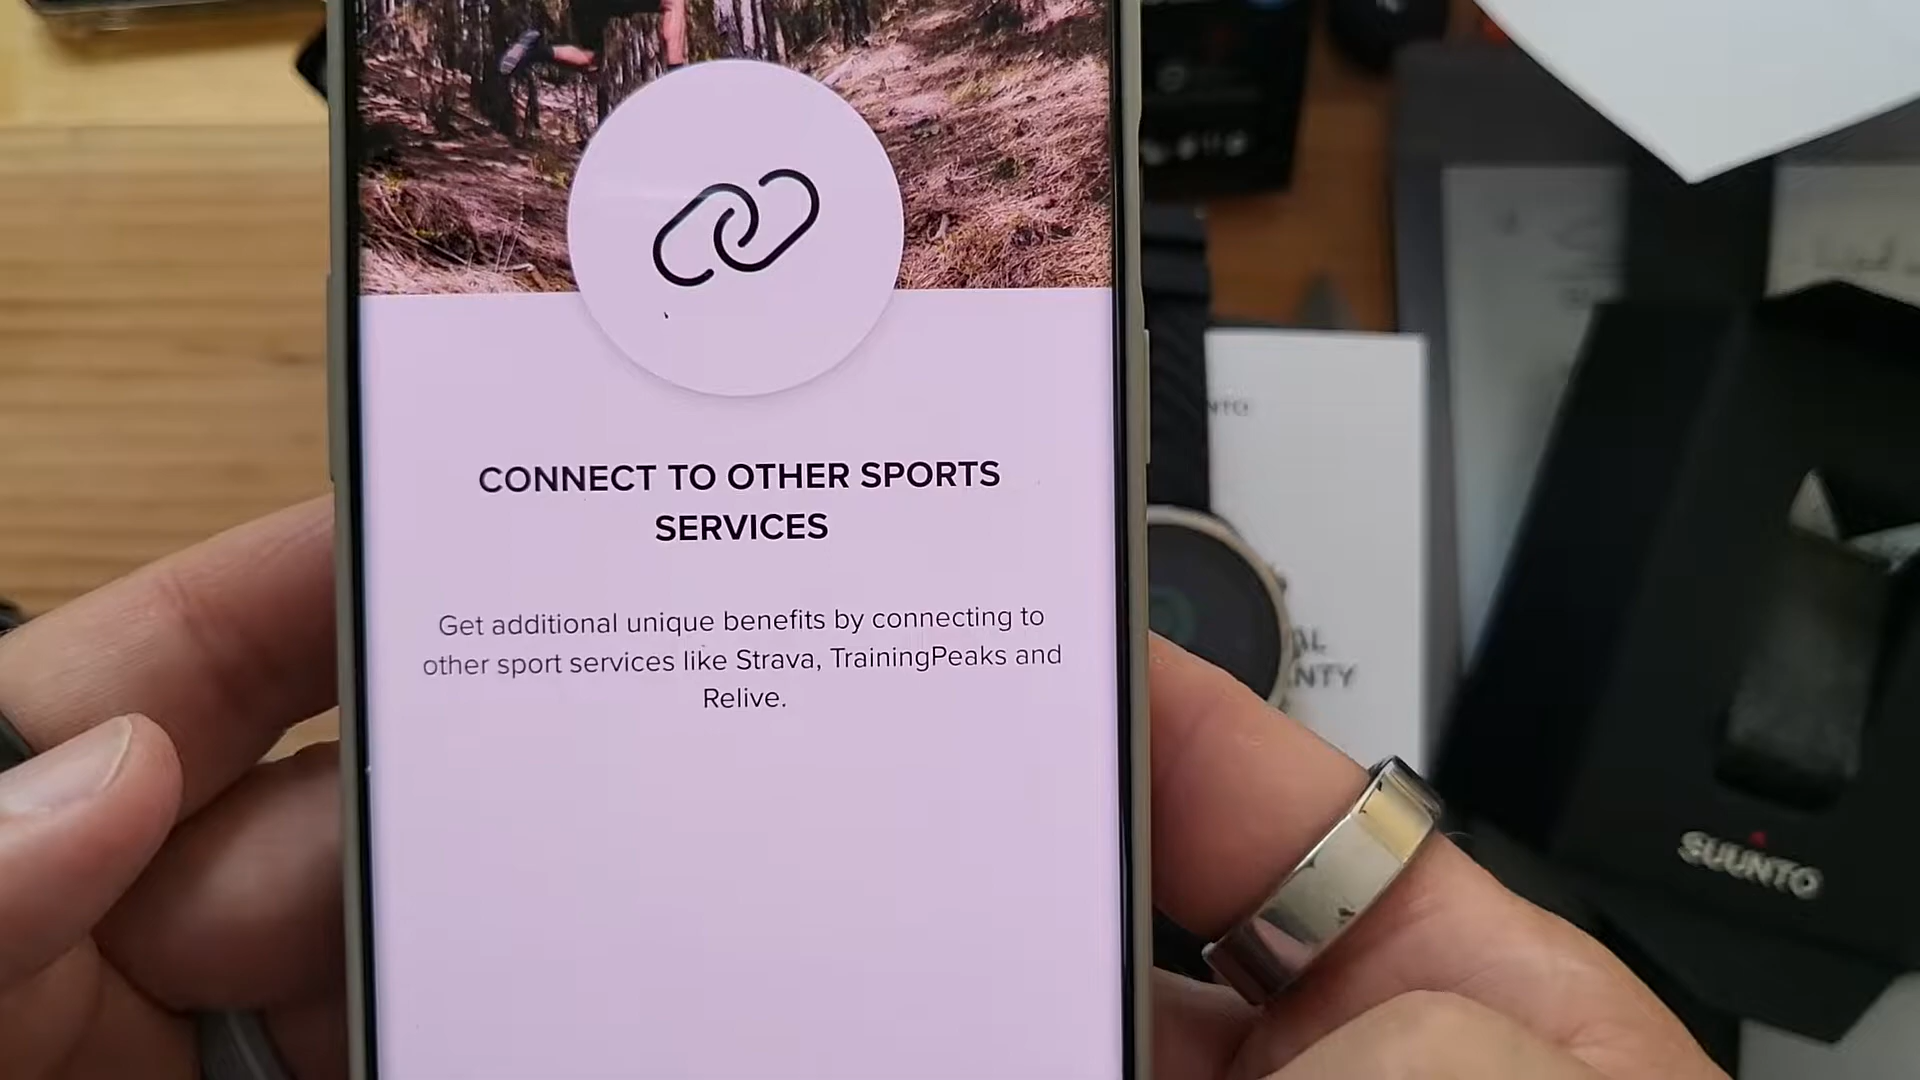 CONNECT TO OTHER SPORTS
SERVICES
Get additional unique benefits by connecting to
other sport services like Strava, TrainingPeaks and
Relive.
SUUNTO